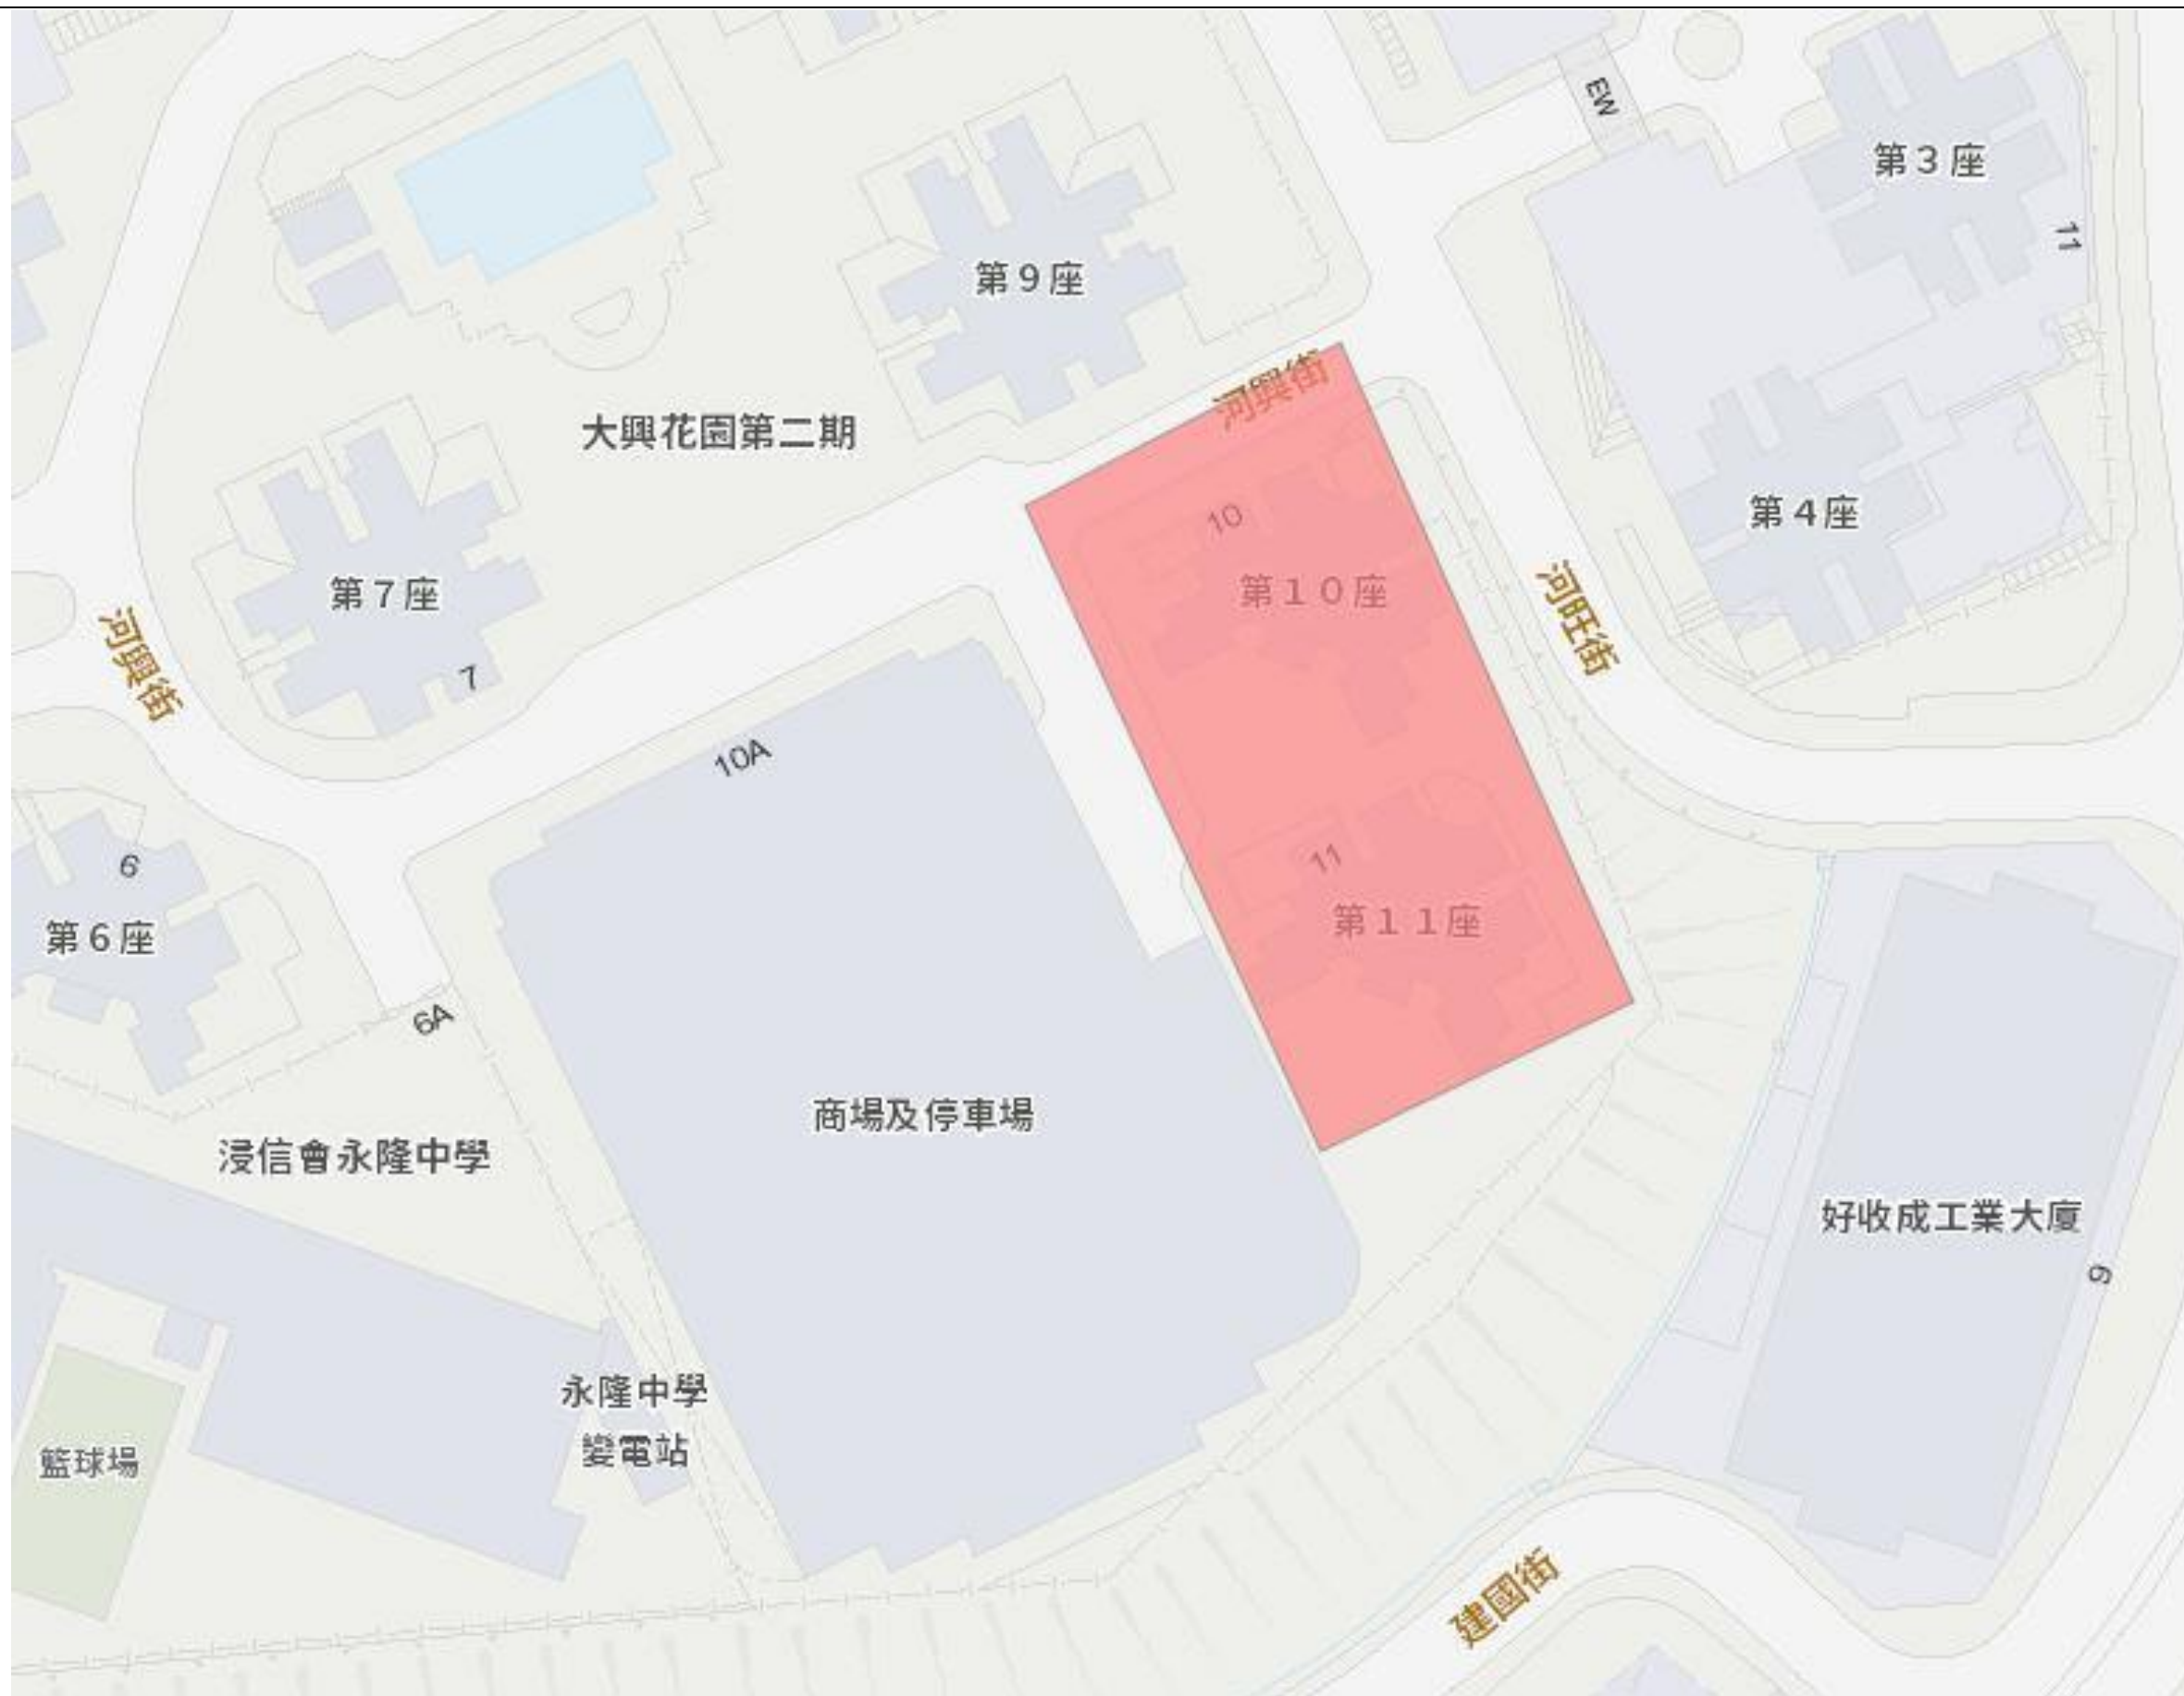 EW
第3座
11
第9座
河興街
大興花園第二期
10
第4座
第10座
第7座
河旺街
河興街
7
10A
11
6
第11座
第6座
6A
商場及停車場
浸信會永隆中學
好收成工業大廈
9
永隆中學
變電站
籃球場
建國街